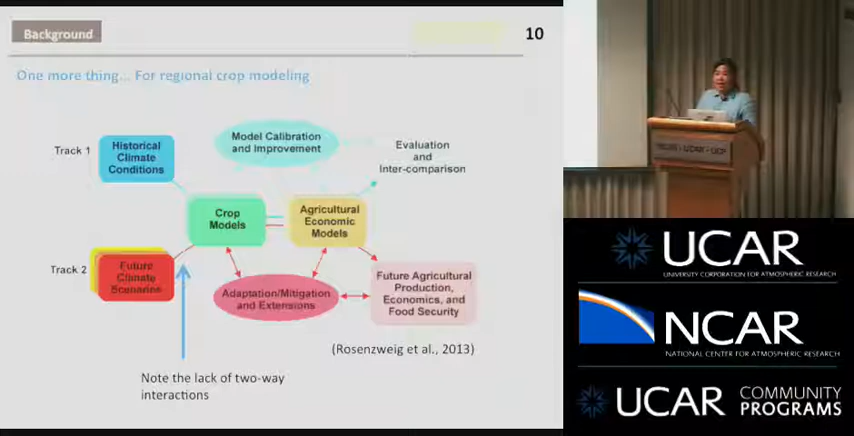 Background
10
One more thing... For regional crop modeling
Track 1
Historical
Climate
Conditions
Model Calibration
and Improvement
Evaluation
and
Inter-comparison
Crop
Models
Agricultural
Economic
Models
Track 2
Future
Climate
Scenarios
Adaptation/Mitigation
and Extensions
Future Agricultural
Production,
Economics, and
Food Security
(Rosenzweig et al., 2013)
Note the lack of two-way
interactions
UCAR
UNIVERSITY CORPORATION FOR ATMOSPHERIC RESEARCH
NCAR
NATIONAL CENTER FOR ATMOSPHERIC RESEARCH
UCAR COMMUNITY
PROGRAMS